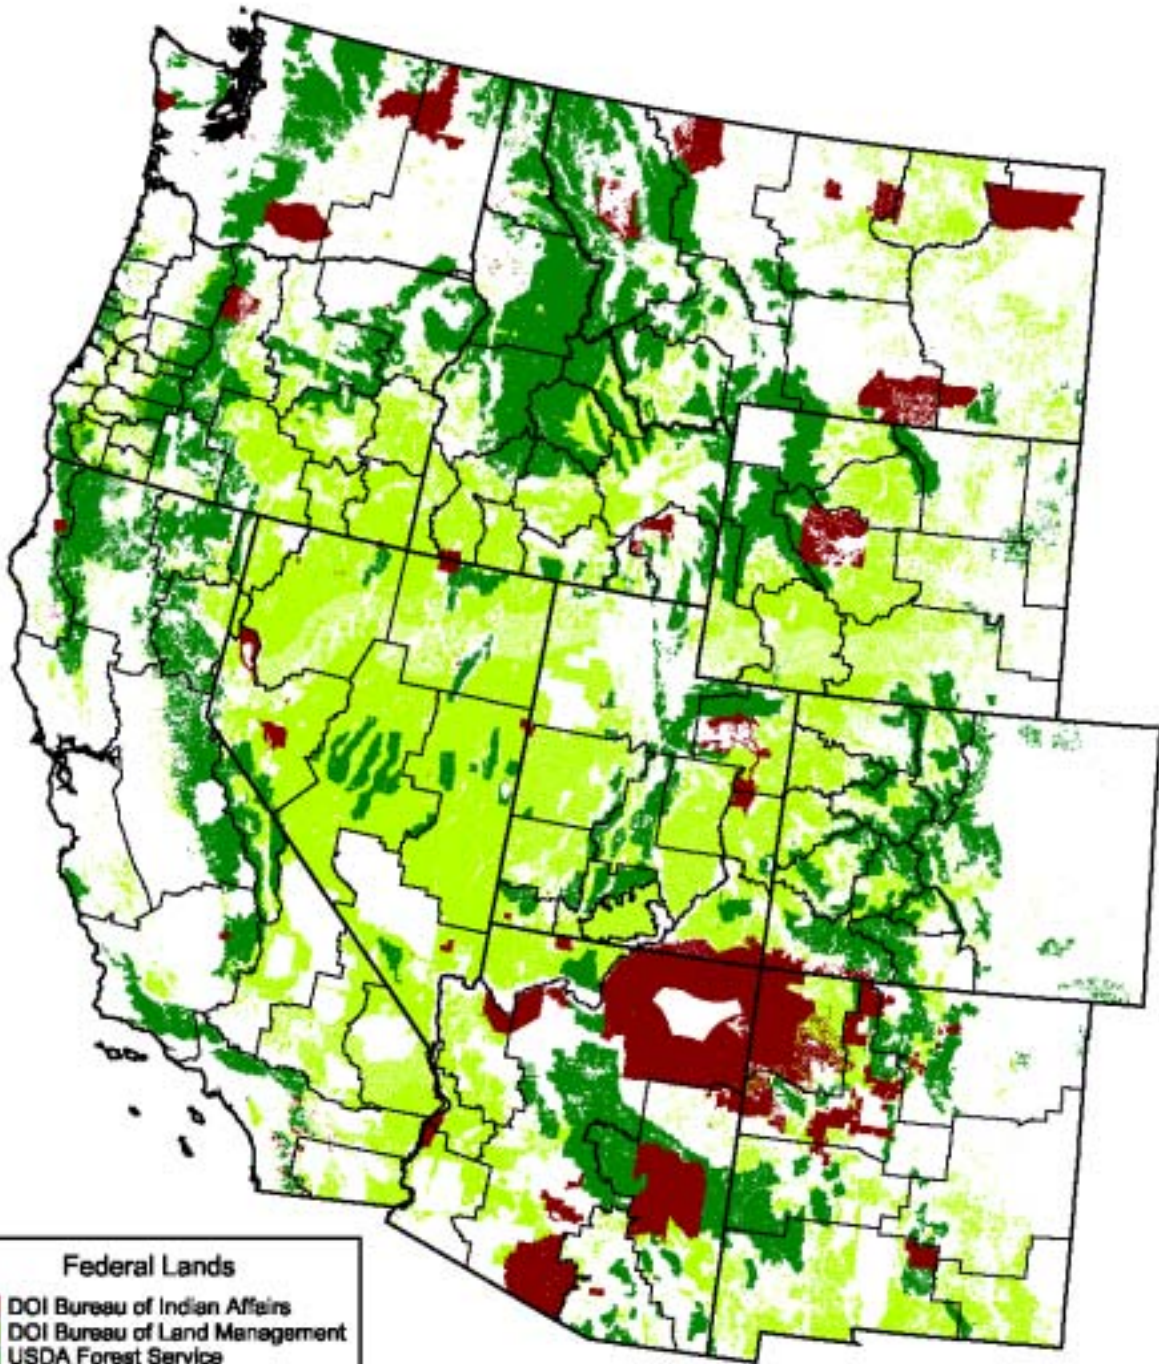 Federal Lands
DOI Bureau of Indian Affairs
DOI Bureau of Land Management
USDA Forest Service